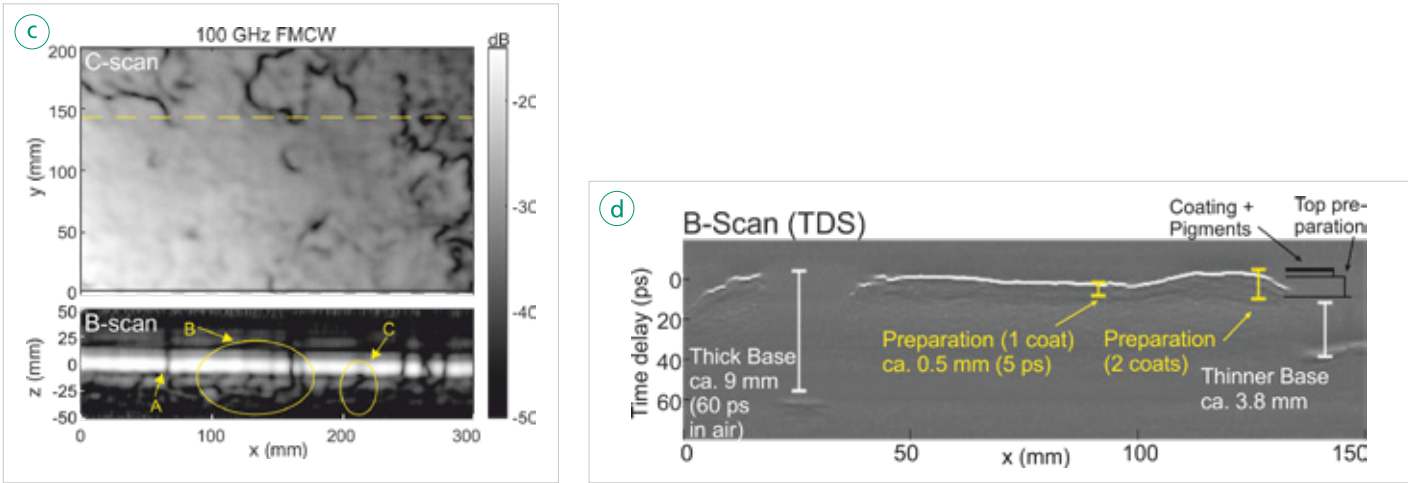 c
100 GHz FMCW
dB
C-scan
200
150
100
50
0
y (mm)
-20
-30
-40
-50
B-scan
50
25
0
-25
-50
z (mm)
A
B
C
0
100
200
300
x (mm)
d
B-Scan (TDS)
Coating +
Pigments
Top pre-
paration
Time delay (ps)
0
20
40
60
Thick Base
ca. 9 mm
(60 ps
in air)
Preparation (1 coat)
ca. 0.5 mm (5 ps)
Preparation
(2 coats)
Thinner Base
ca. 3.8 mm
0
50
100
150
x (mm)